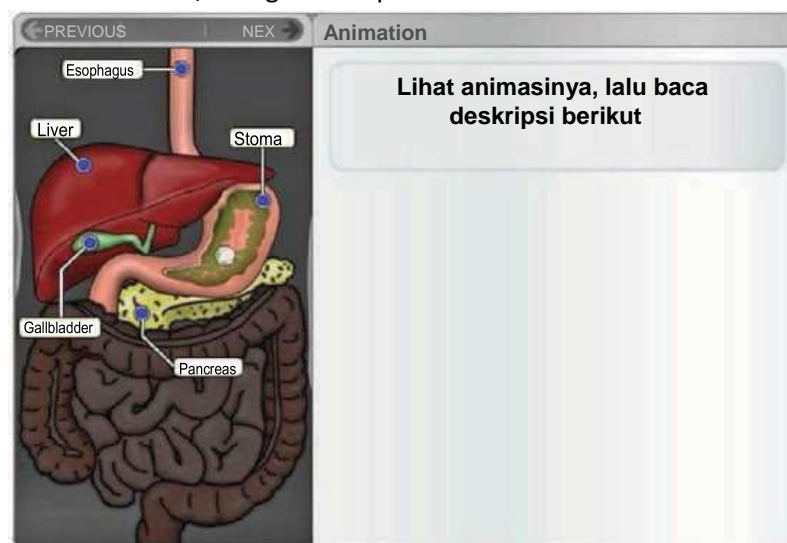 PREVIOUS
NEX
Animation
Lihat animasinya, lalu baca
deskripsi berikut
Esophagus
Liver
Stoma
Gallbladder
Pancreas